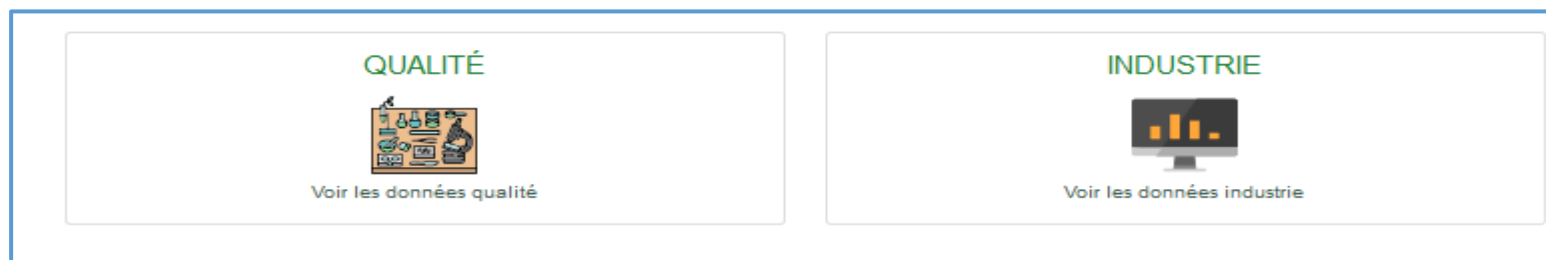 QUALITÉ
Voir les données qualité
INDUSTRIE
Voir les données industrie